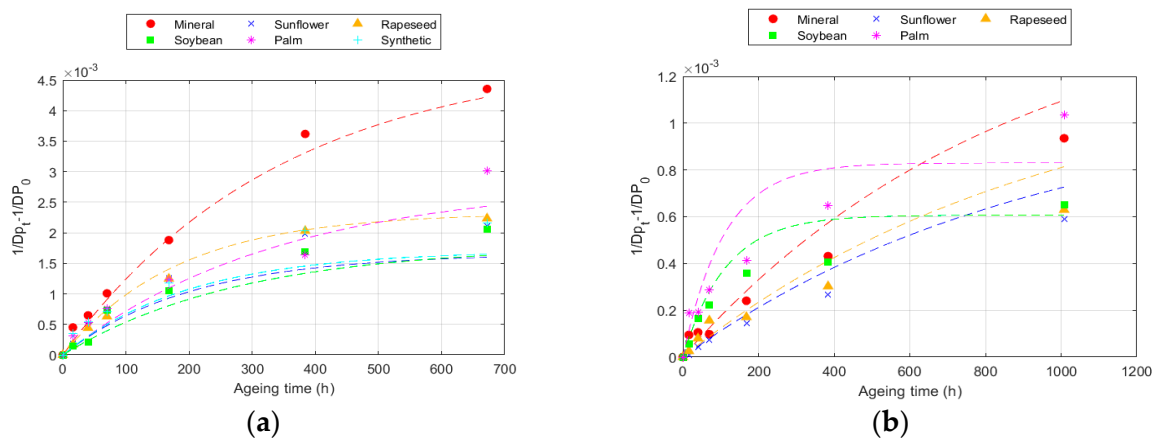 Mineral Sunflower Rapeseed
Soybean Palm Synthetic
×10⁻³
4.5
4
3.5
3
2.5
2
1.5
1
0.5
0
0 100 200 300 400 500 600 700
1/Dp_t-1/DP_0
Ageing time (h)
(a)
Mineral Sunflower Rapeseed
Soybean Palm
×10⁻³
1.2
1
0.8
0.6
0.4
0.2
0
0 200 400 600 800 1000 1200
1/Dp_t-1/DP_0
Ageing time (h)
(b)